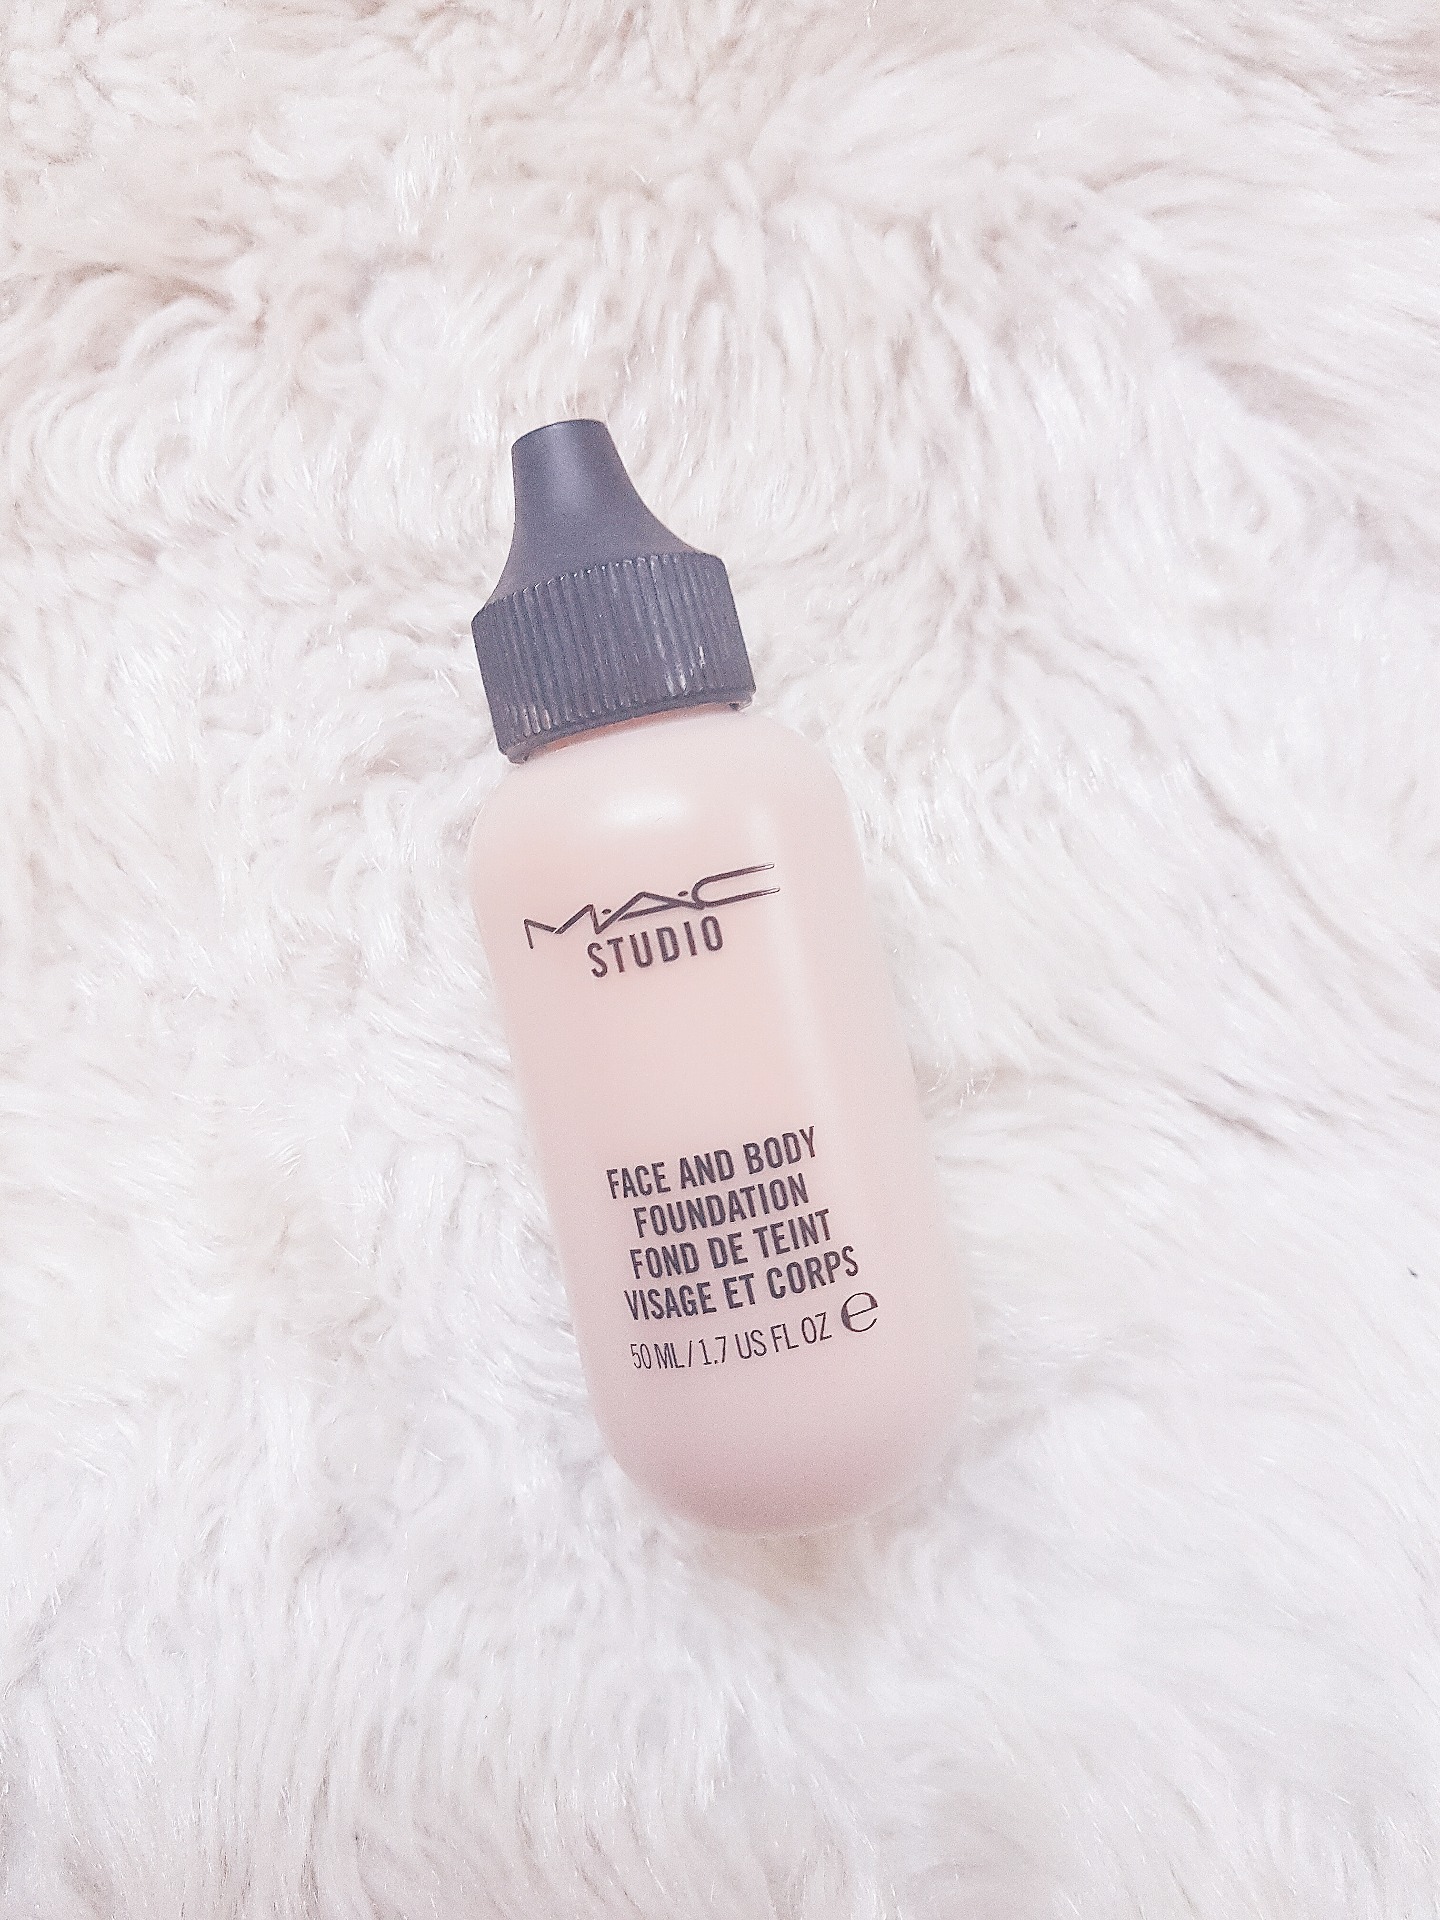 M·A·C
STUDIO
FACE AND BODY
FOUNDATION
FOND DE TEINT
VISAGE ET CORPS
50 ML / 1.7 US FL OZ ℮